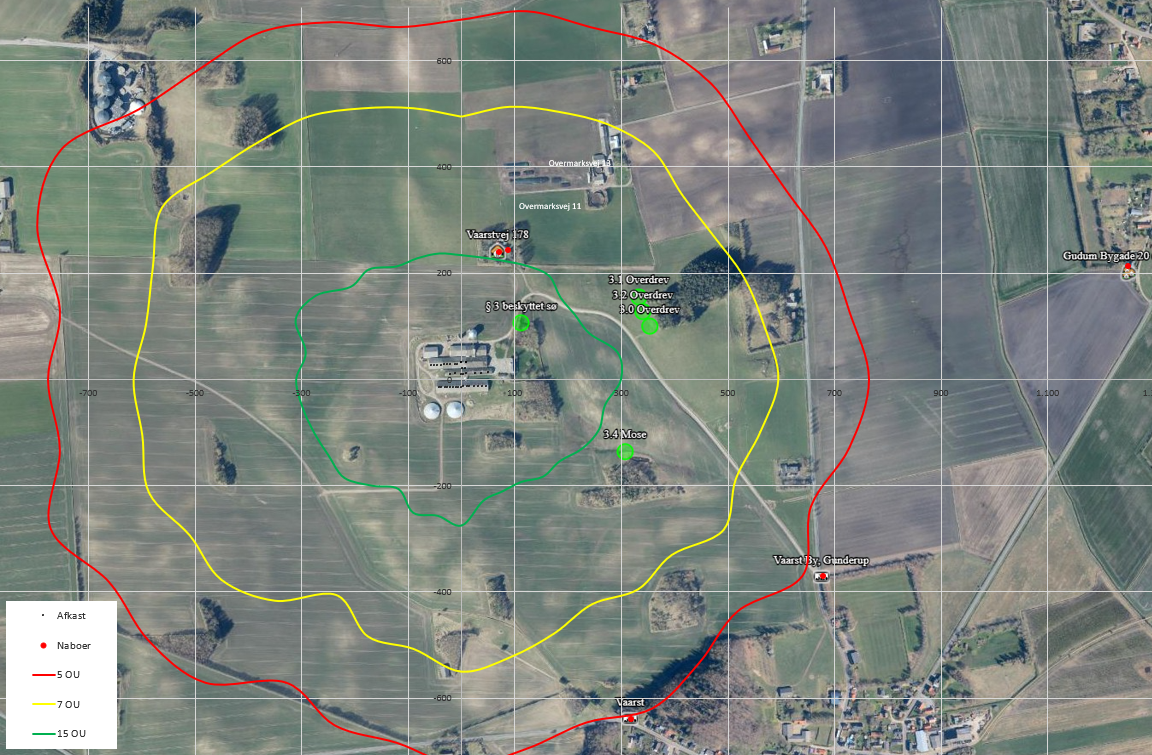 600
400
Overmarksvej 13
Overmarksvej 11
Vaarstvej 178
200
Gudum Bygade 20
3.1 Overdrev
3.2 Overdrev
3.0 Overdrev
§ 3 beskyttet sø
0
-700
-500
-300
-100
100
300
500
700
900
1.100
3.4 Mose
-200
Vaarst By, Gunderup
-400
-600
Vaarst
Afkast
Naboer
5 OU
7 OU
15 OU